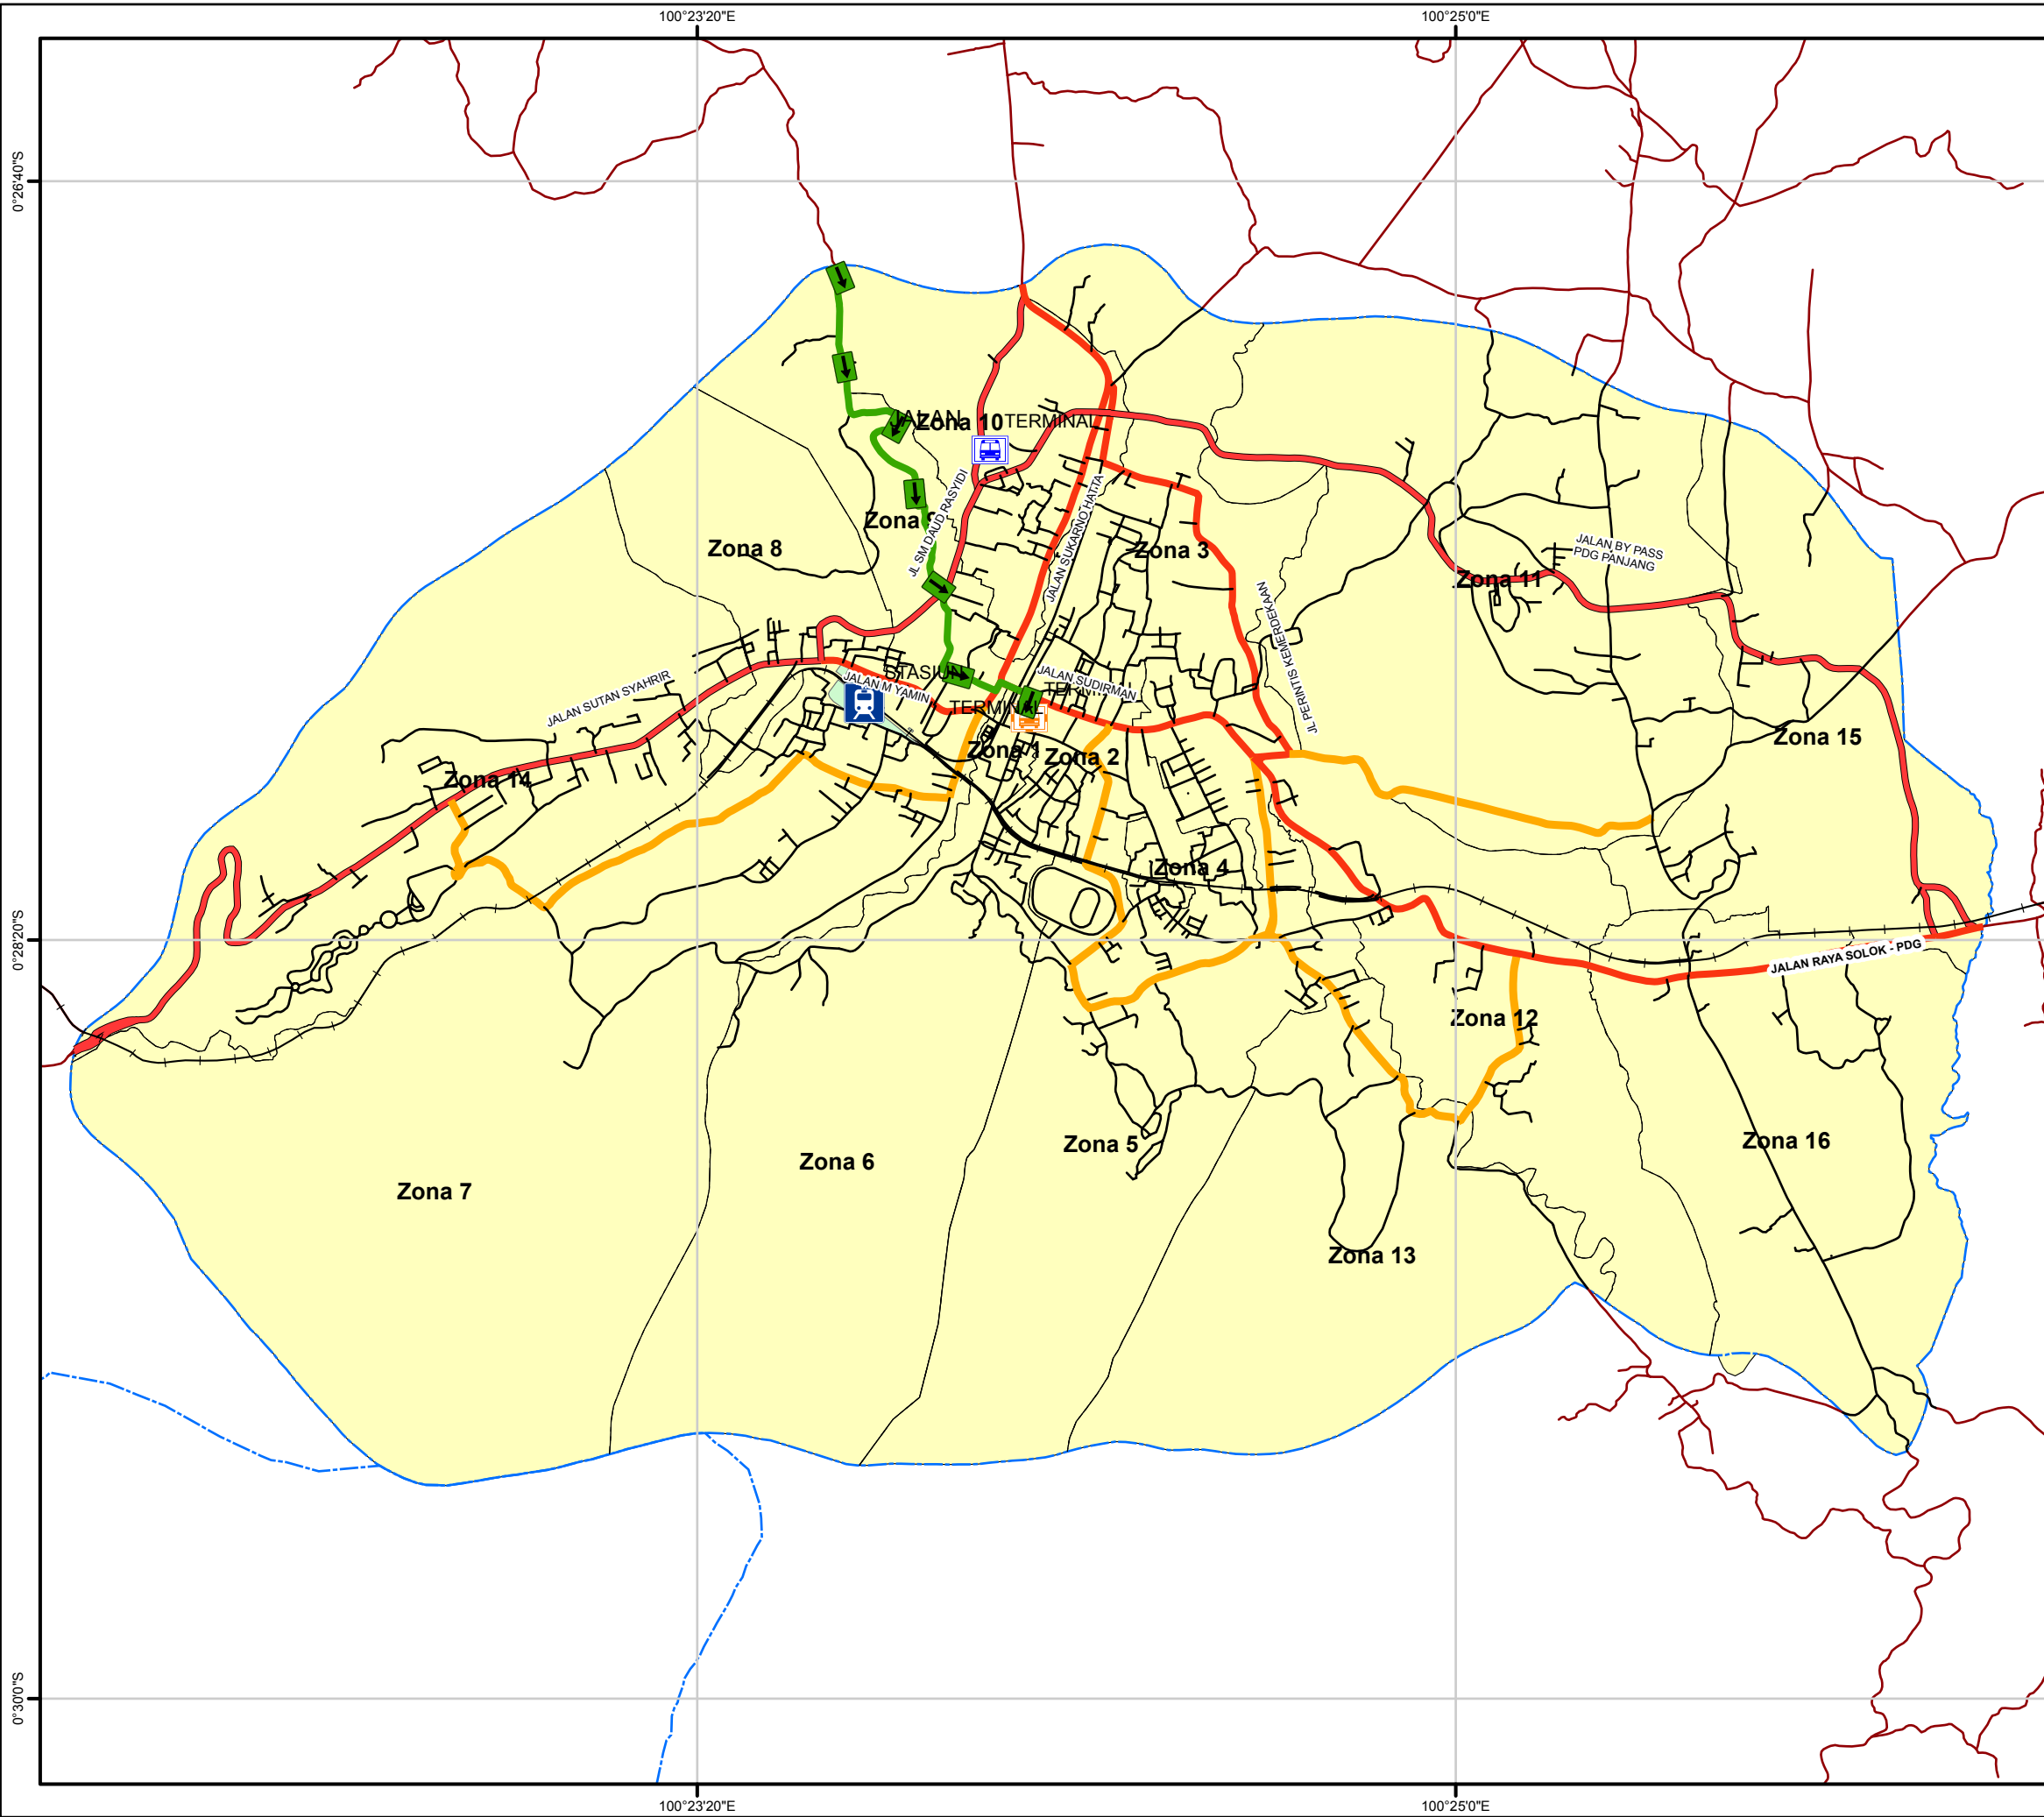 100°23'20"E
100°25'0"E
0°26'40"S
JALAN
Zona 10
TERMINAL
JL SM DAUD RASYIDI
JALAN SUKARNO HATTA
Zona 9
Zona 8
Zona 3
JALAN BY PASS
PDG PANJANG
Zona 11
JL PERINTIS KEMERDEKAAN
STASIUN
JALAN M YAMIN
JALAN SUDIRMAN
JALAN SUTAN SYAHRIR
TERMINAL
TERMINAL
Zona 1
Zona 2
Zona 15
Zona 14
Zona 4
0°28'20"S
JALAN RAYA SOLOK - PDG
Zona 12
Zona 5
Zona 16
Zona 6
Zona 7
Zona 13
0°30'0"S
100°23'20"E
100°25'0"E